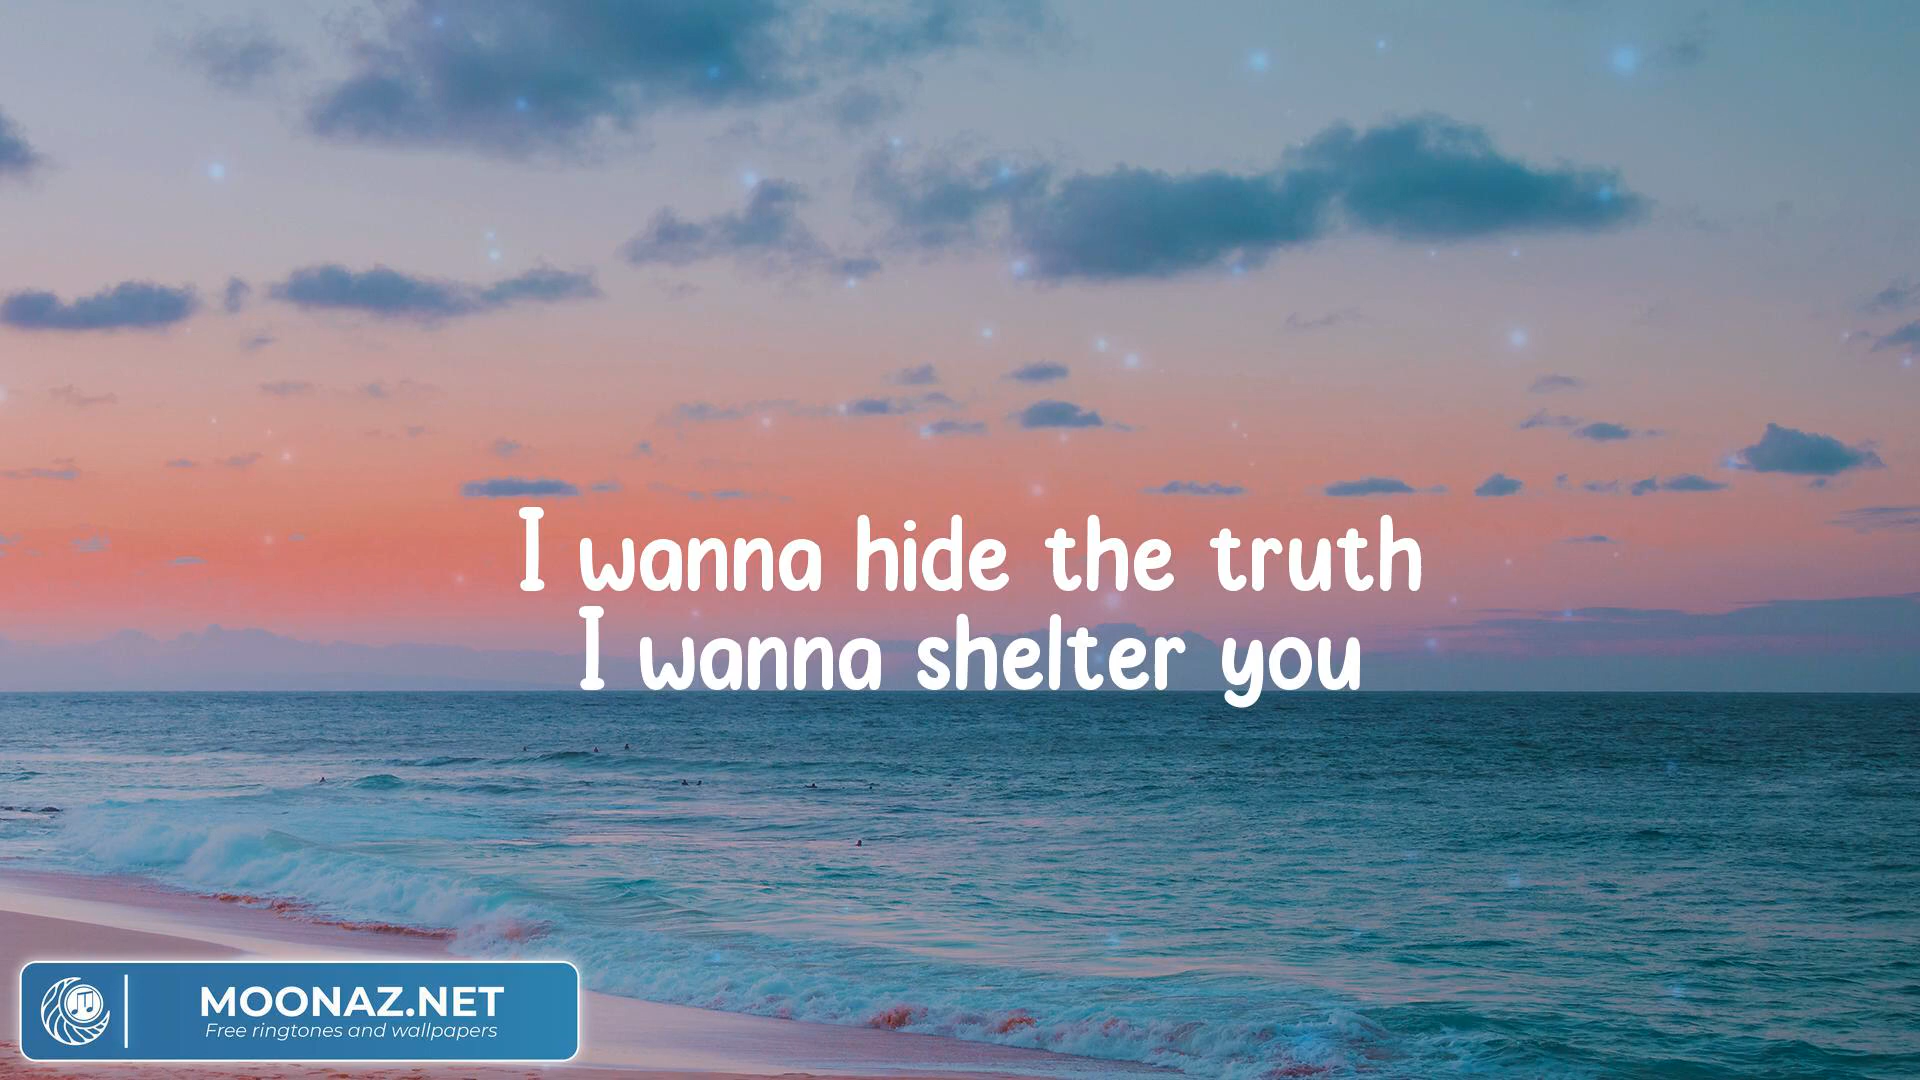 I wanna hide the truth
I wanna shelter you
MOONAZ.NET
Free ringtones and wallpapers